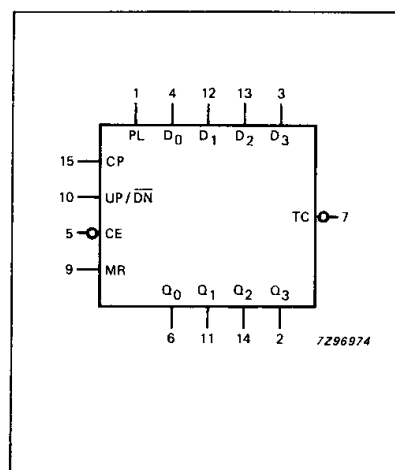 1 4 12 13 3
PL D0 D1 D2 D3
15 CP
10 UP/D̅N̅
TC 7
5 CE
9 MR
Q0 Q1 Q2 Q3
6 11 14 2
7Z96974